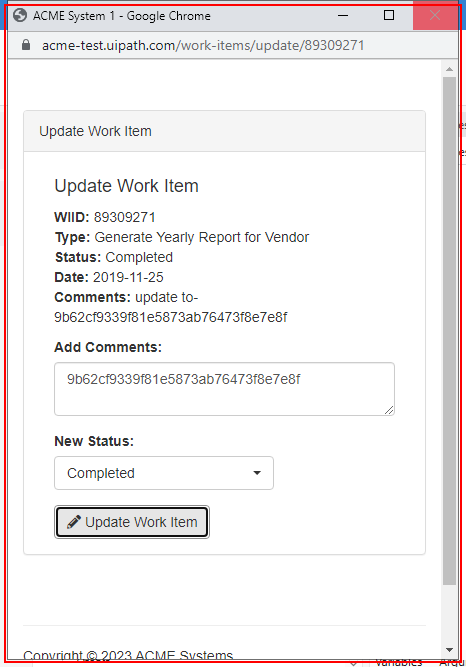 ACME System 1 - Google Chrome
acme-test.uipath.com/work-items/update/89309271
Update Work Item
Update Work Item
WIID: 89309271
Type: Generate Yearly Report for Vendor
Status: Completed
Date: 2019-11-25
Comments: update to-
9b62cf9339f81e5873ab76473f8e7e8f
Add Comments:
9b62cf9339f81e5873ab76473f8e7e8f
New Status:
Completed
Update Work Item
Copyright © 2023 ACME Systems
Variables